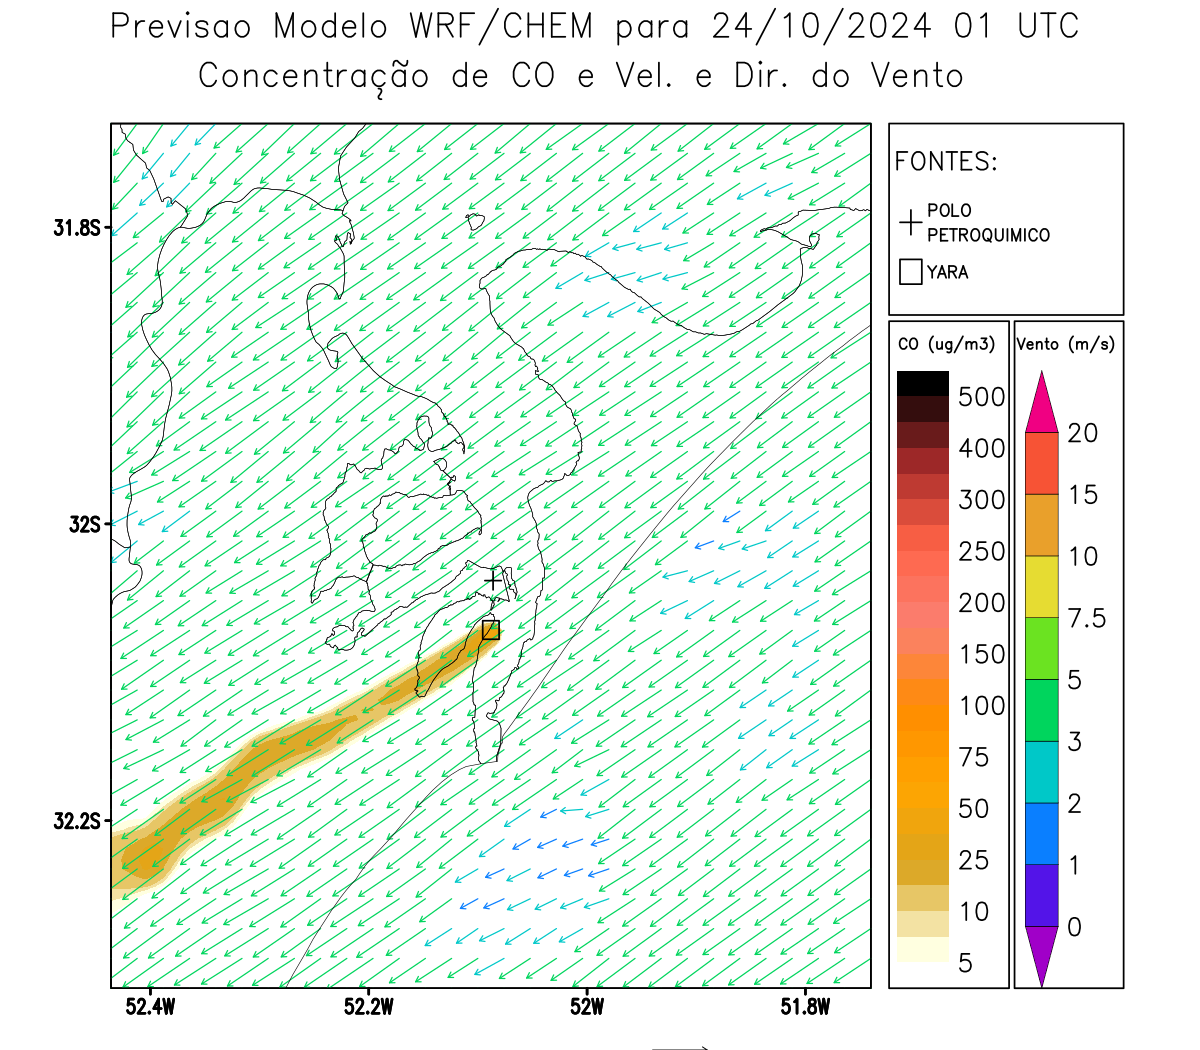 Previsao Modelo WRF/CHEM para 24/10/2024 01 UTC
Concentração de CO e Vel. e Dir. do Vento
FONTES:
POLO
PETROQUIMICO
YARA
CO (ug/m3)
500
400
300
250
200
150
100
75
50
25
10
5
Vento (m/s)
20
15
10
7.5
5
3
2
1
0
31.8S
32S
32.2S
52.4W
52.2W
52W
51.8W